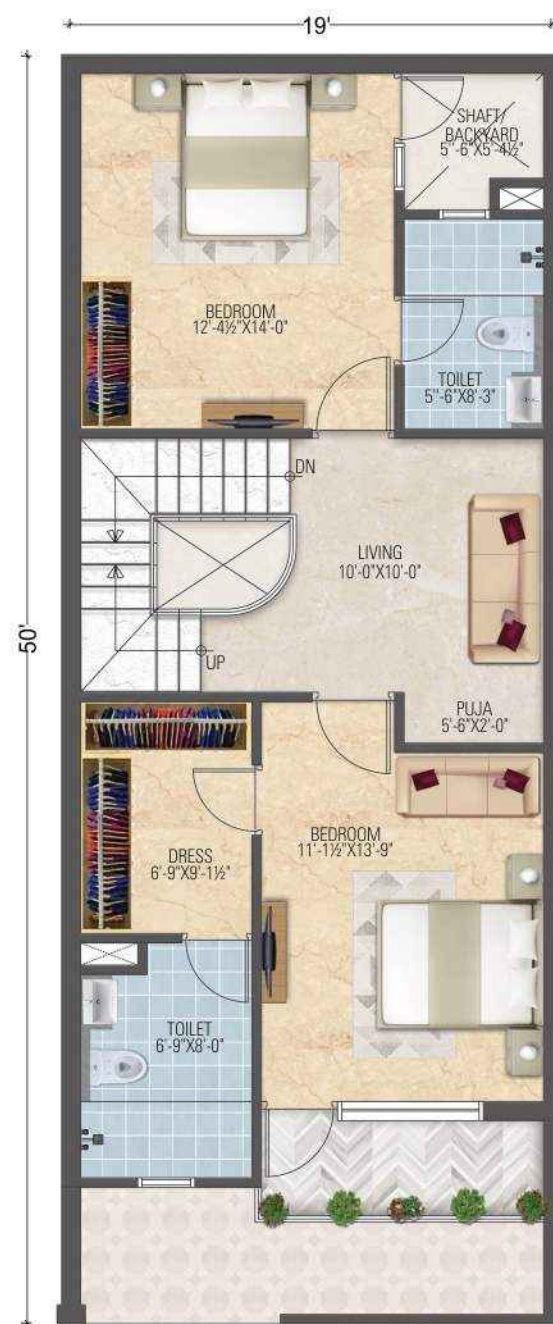 19'
50'
SHAFT/
BACKYARD
5'-6"X5'-4½"
BEDROOM
12'-4½"X14'-0"
TOILET
5"-6"X8'-3"
DN
LIVING
10'-0"X10'-0"
UP
PUJA
5'-6"X2'-0"
BEDROOM
11'-1½"X13'-9"
DRESS
6'-9"X9'-1½"
TOILET
6'-9"X8'-0"